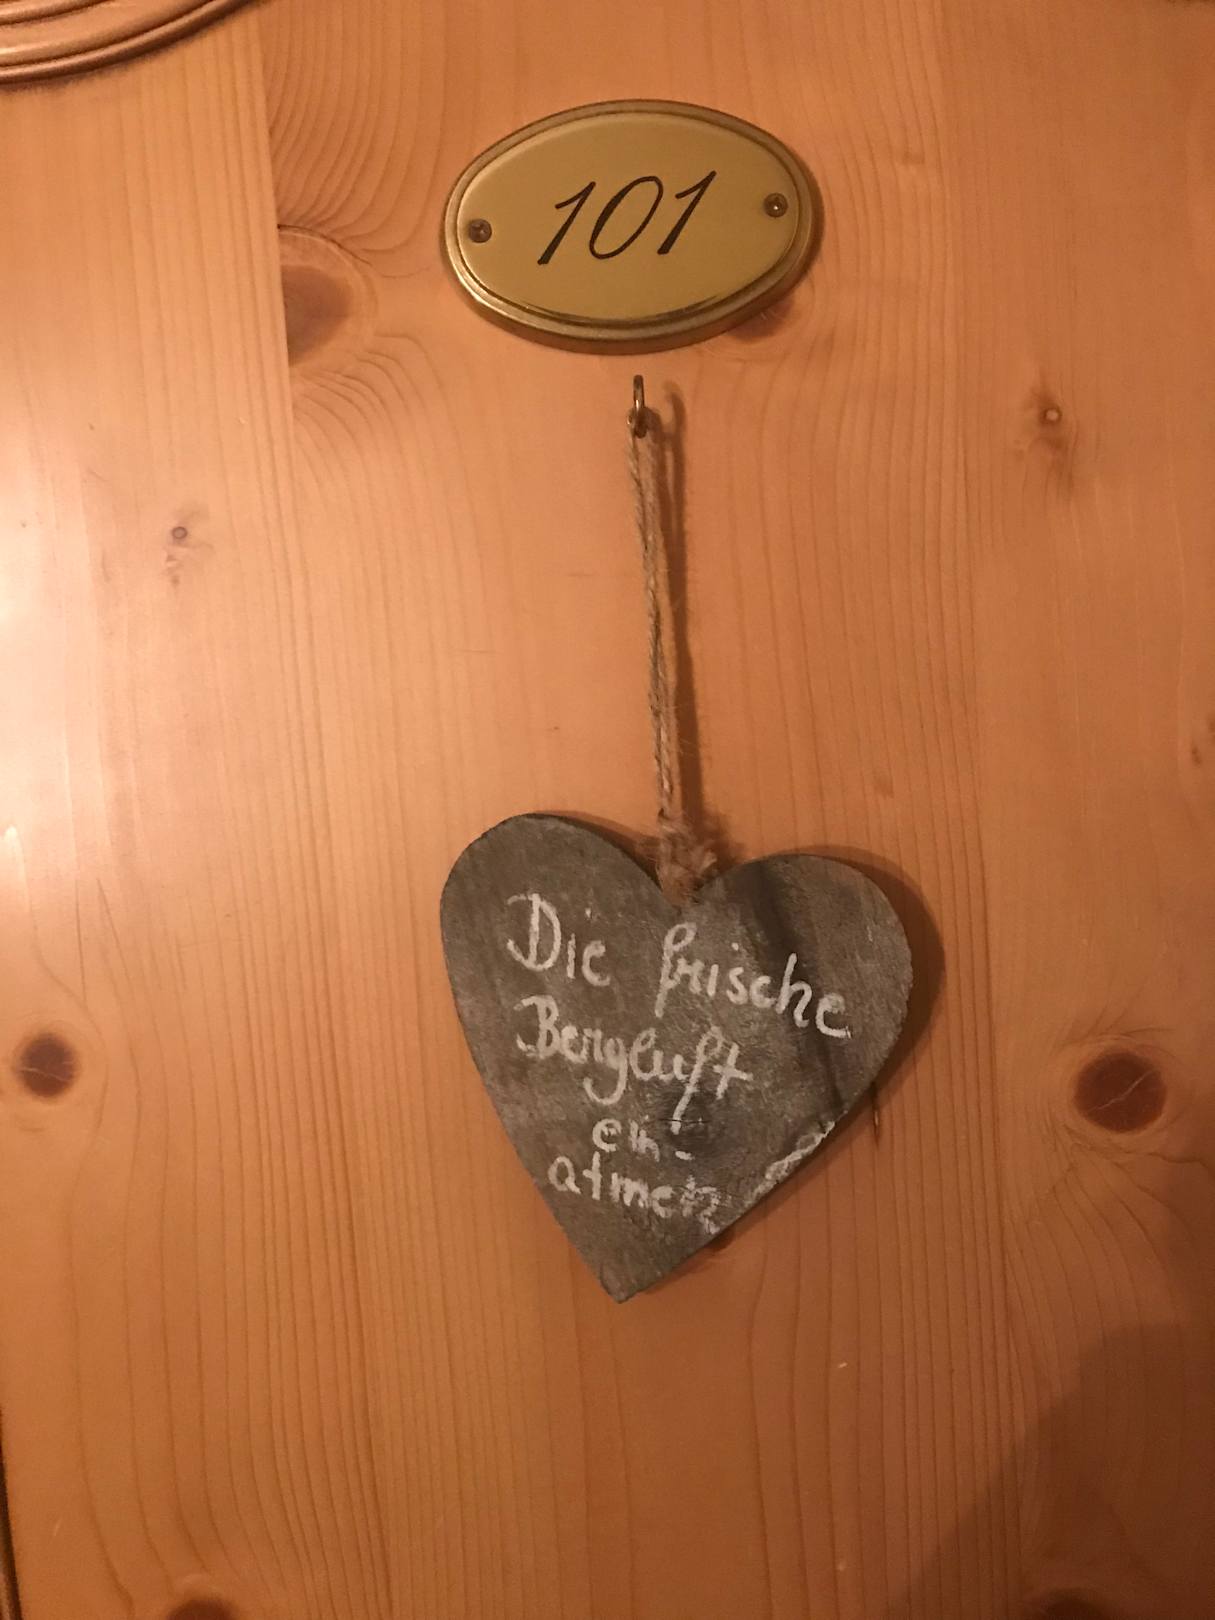 101
Die frische
Bergluft
ein-
atmen